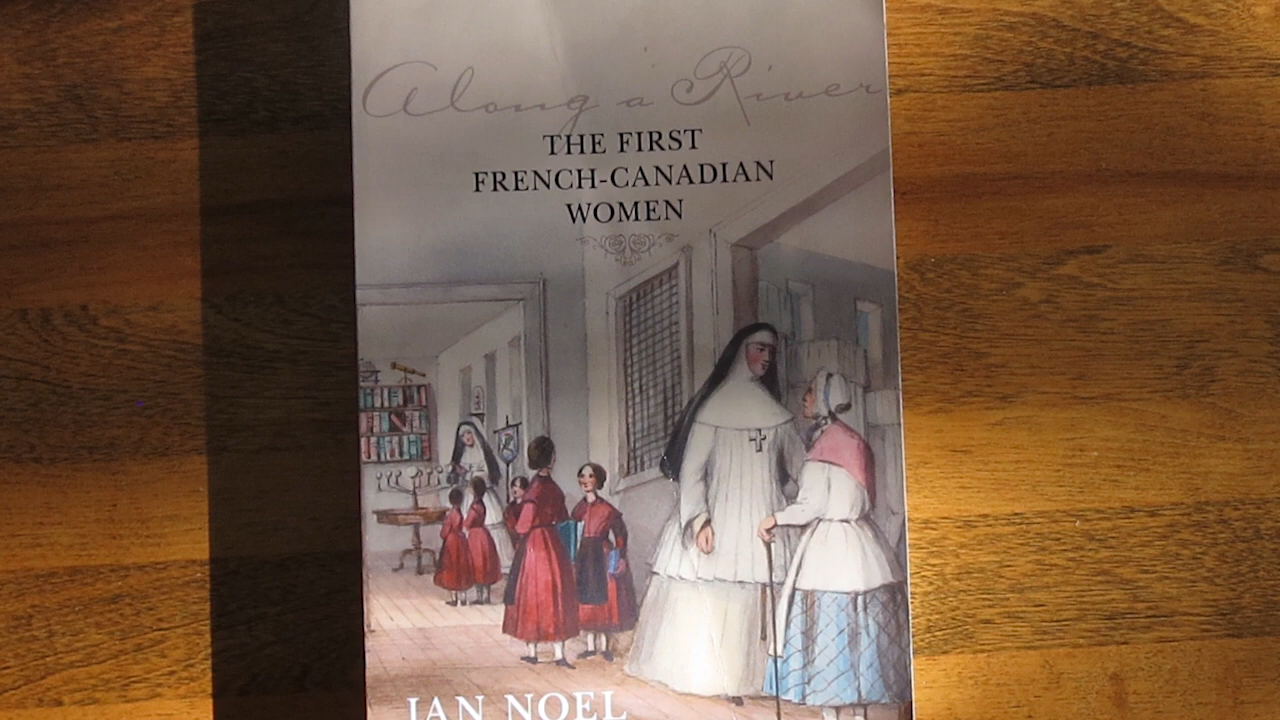 Along a River
THE FIRST
FRENCH-CANADIAN
WOMEN
JAN NOEL